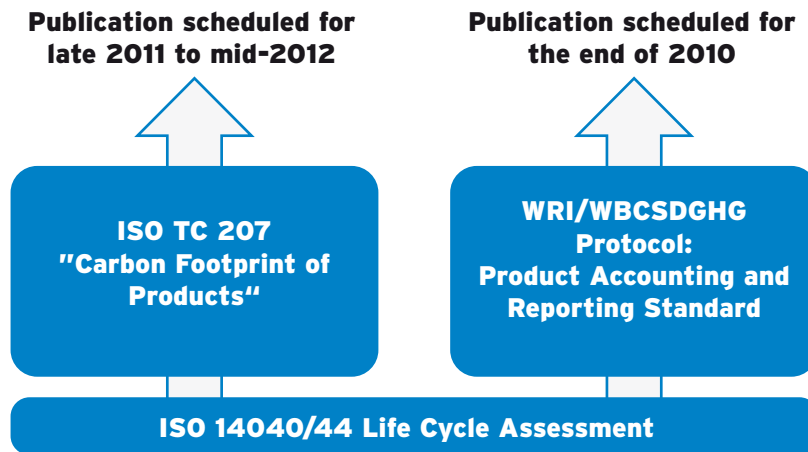 Publication scheduled for
late 2011 to mid-2012
Publication scheduled for
the end of 2010
ISO TC 207
”Carbon Footprint of
Products“
WRI/WBCSDGHG
Protocol:
Product Accounting and
Reporting Standard
ISO 14040/44 Life Cycle Assessment